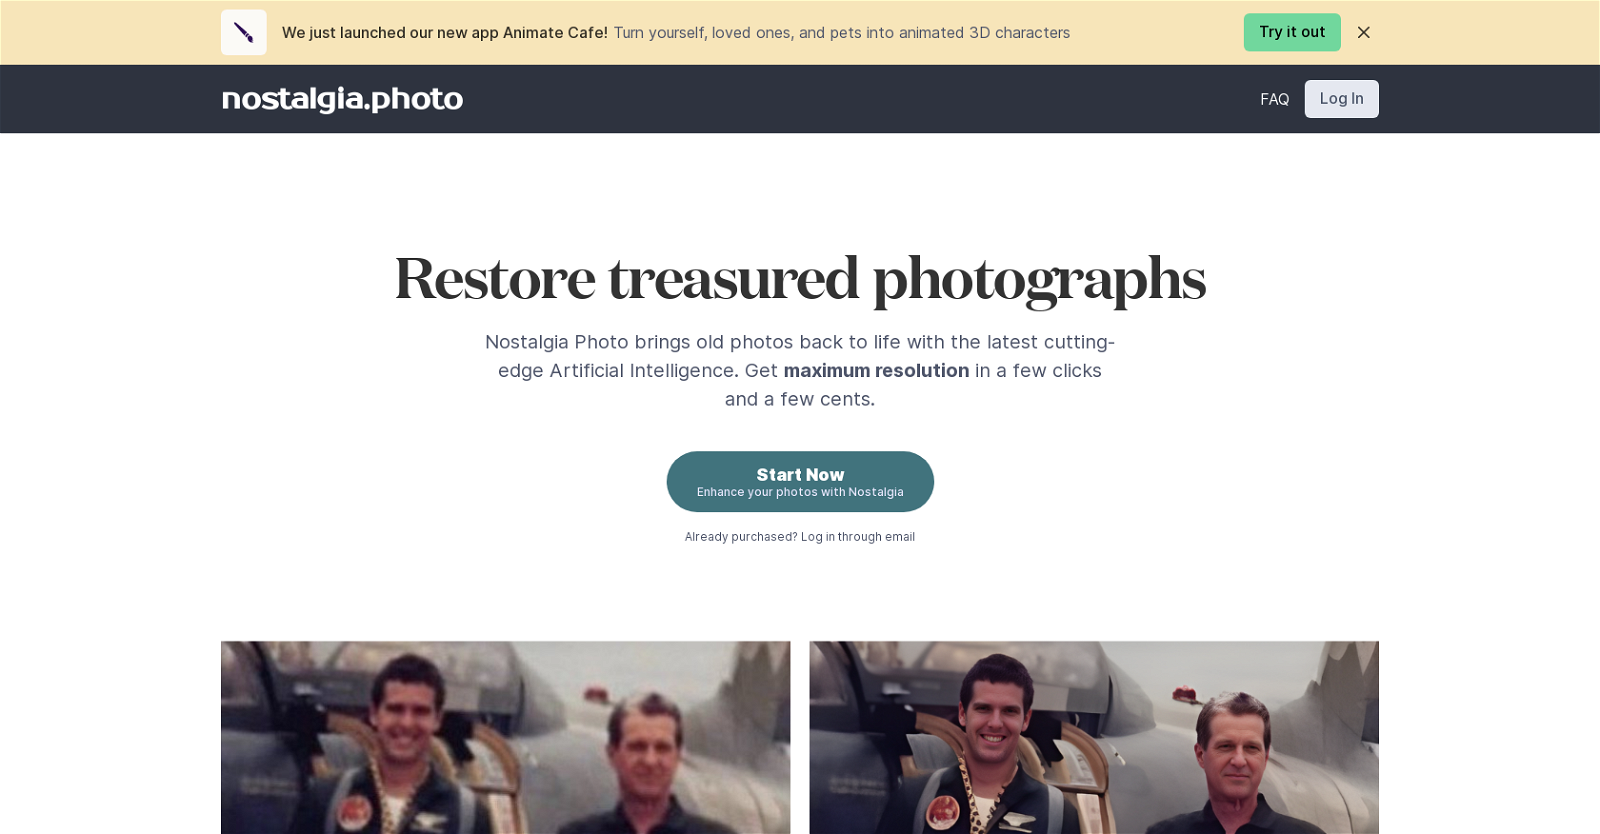 We just launched our new app Animate Cafe! Turn yourself, loved ones, and pets into animated 3D characters
Try it out
nostalgia.photo
FAQ
Log In
Restore treasured photographs
Nostalgia Photo brings old photos back to life with the latest cutting-
edge Artificial Intelligence. Get maximum resolution in a few clicks
and a few cents.
Start Now
Enhance your photos with Nostalgia
Already purchased? Log in through email